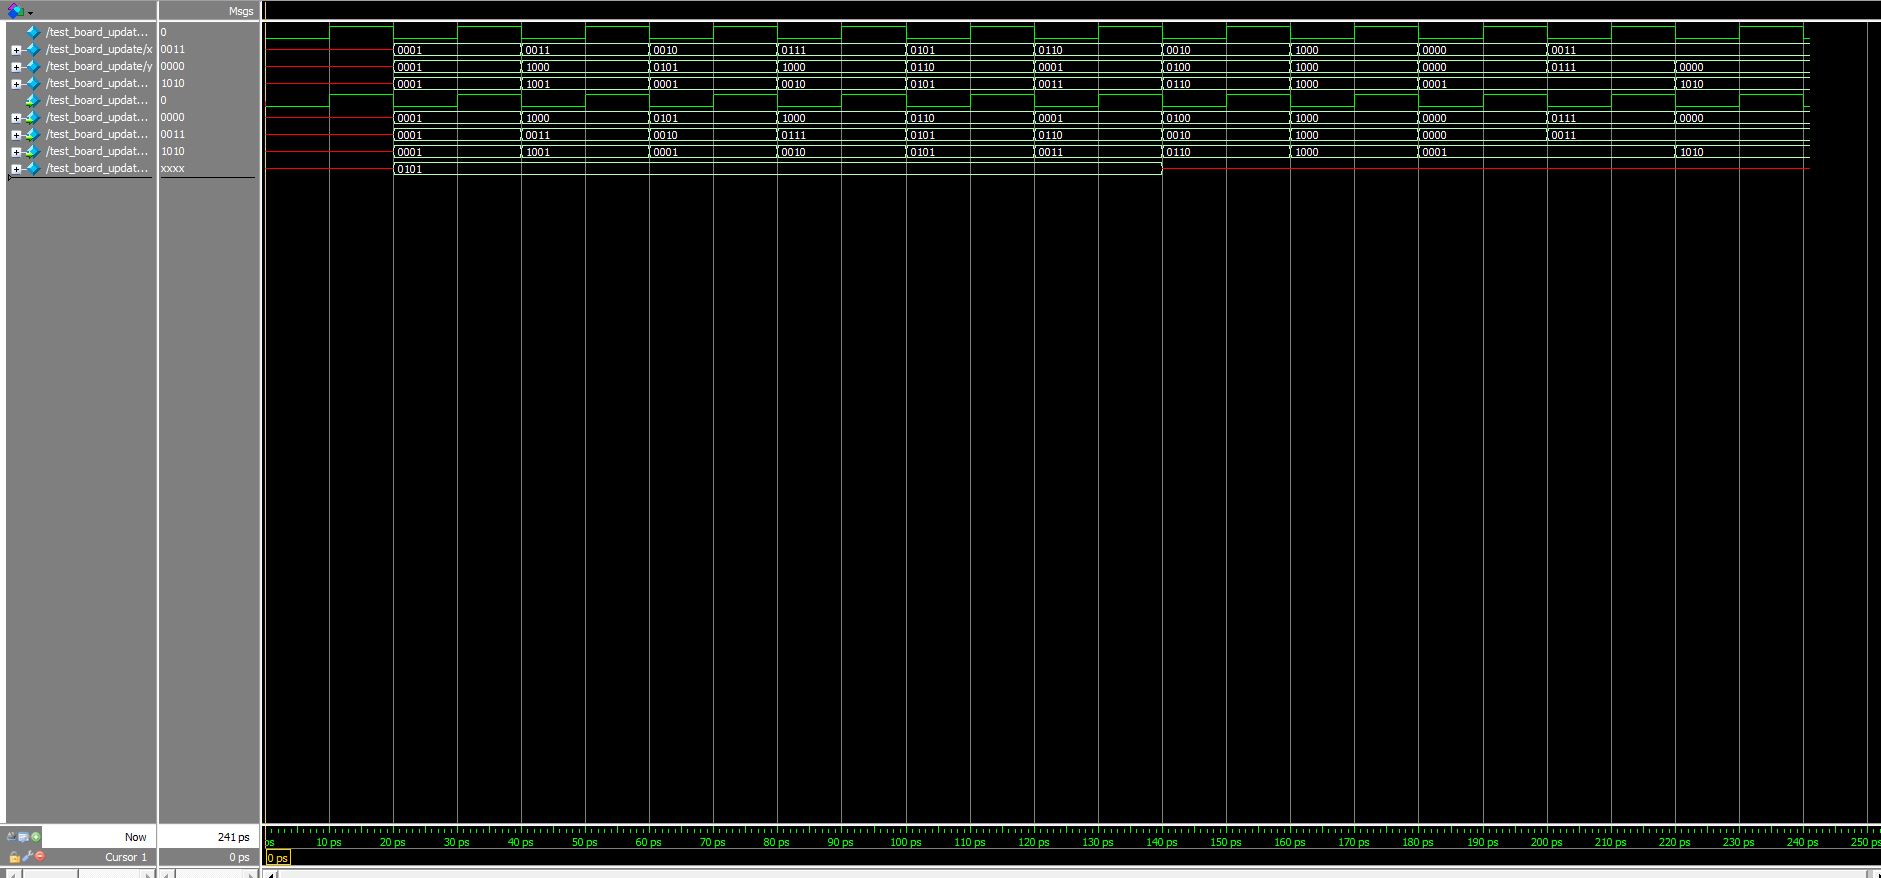 Msgs
/test_board_updat... 0
/test_board_update/x 0011 0001 0011 0010 0111 0101 0110 0010 1000 0000 0011
/test_board_update/y 0000 0001 1000 0101 1000 0110 0001 0100 1000 0000 0111 0000
/test_board_updat... 1010 0001 1001 0001 0010 0101 0011 0110 1000 0001 1010
/test_board_updat... 0
/test_board_updat... 0000 0001 1000 0101 1000 0110 0001 0100 1000 0000 0111 0000
/test_board_updat... 0011 0001 0011 0010 0111 0101 0110 0010 1000 0000 0011
/test_board_updat... 1010 0001 1001 0001 0010 0101 0011 0110 1000 0001 1010
/test_board_updat... xxxx 0101
Now 241 ps ps 10 ps 20 ps 30 ps 40 ps 50 ps 60 ps 70 ps 80 ps 90 ps 100 ps 110 ps 120 ps 130 ps 140 ps 150 ps 160 ps 170 ps 180 ps 190 ps 200 ps 210 ps 220 ps 230 ps 240 ps 250 ps
Cursor 1 0 ps 0 ps